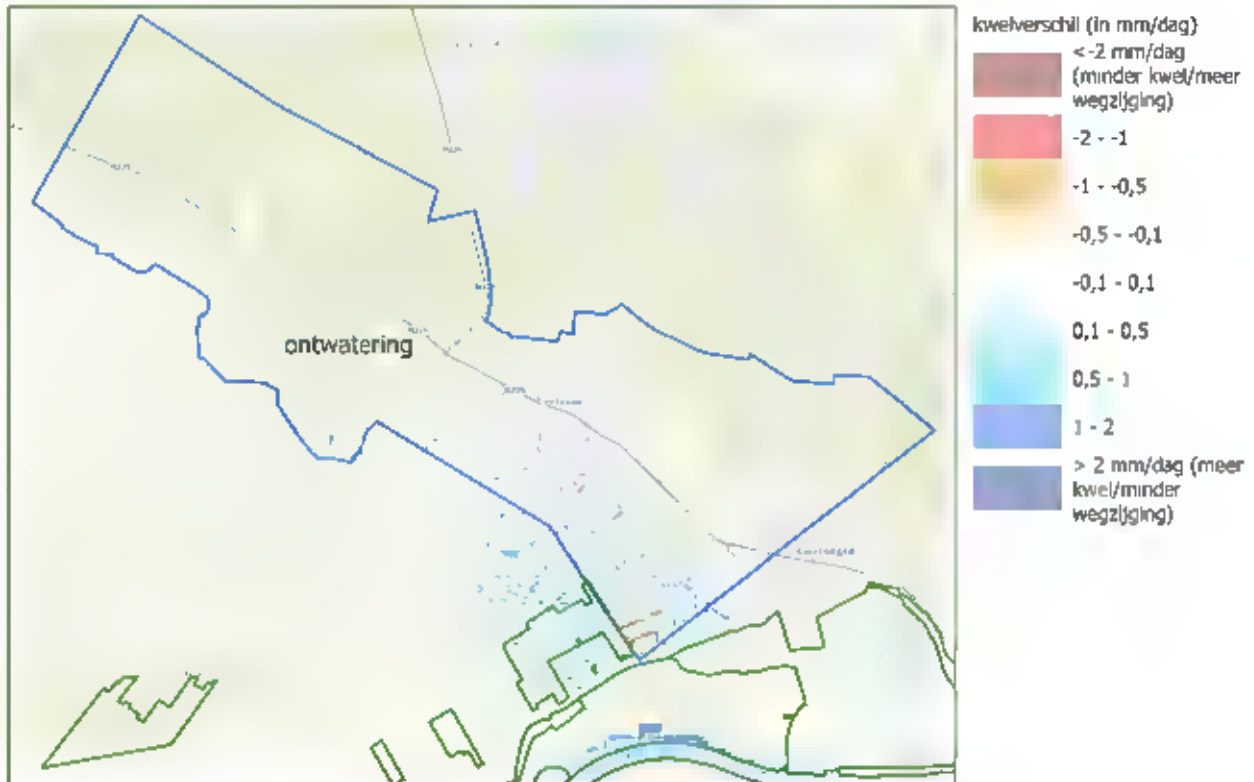 kwelverschil (in mm/dag)
< -2 mm/dag
(minder kwel/meer
wegzijging)
-2 - -1
-1 - -0,5
-0,5 - -0,1
-0,1 - 0,1
0,1 - 0,5
0,5 - 1
1 - 2
> 2 mm/dag (meer
kwel/minder
wegzijging)
ontwatering